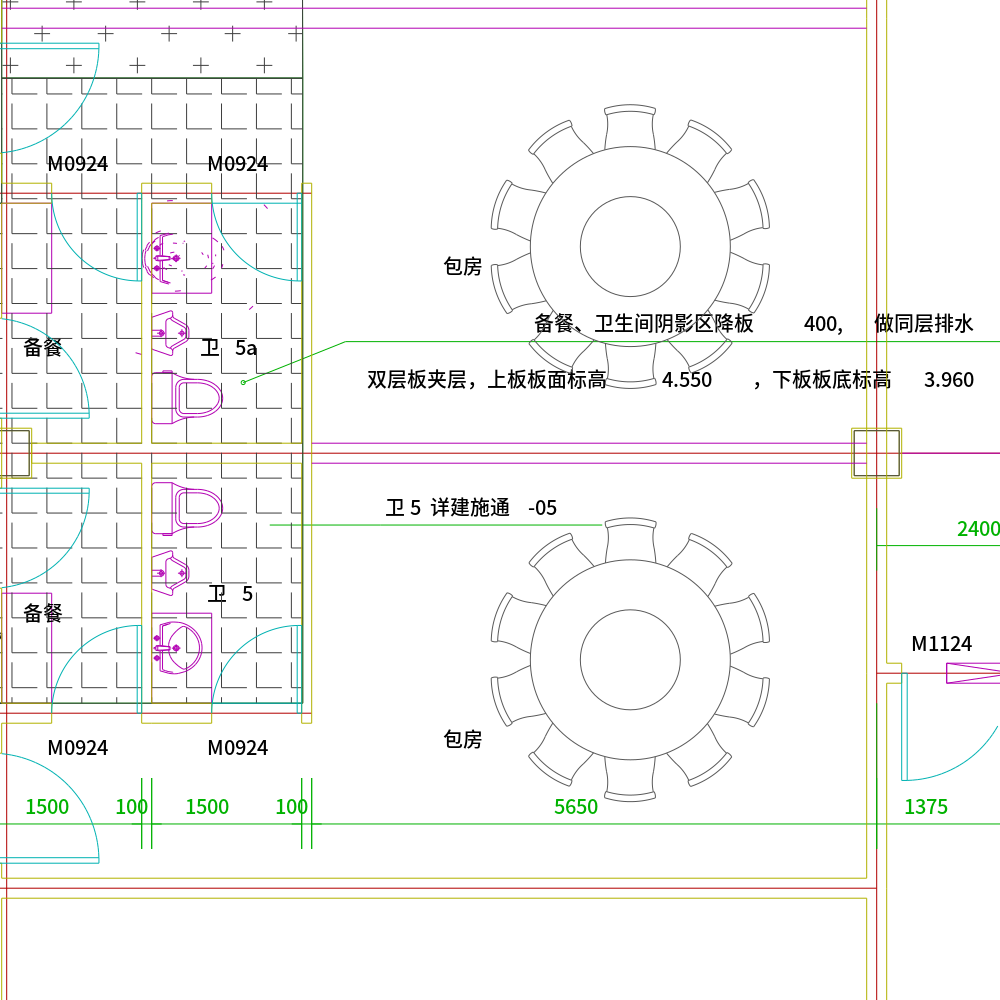 M0924 M0924
包房
备餐、卫生间阴影区降板 400, 做同层排水
备餐 卫 5a
双层板夹层，上板板面标高 4.550 ，下板板底标高 3.960
卫 5 详建施通 -05
2400
卫 5
备餐
M1124
包房
M0924 M0924
1500 100 1500 100 5650 1375